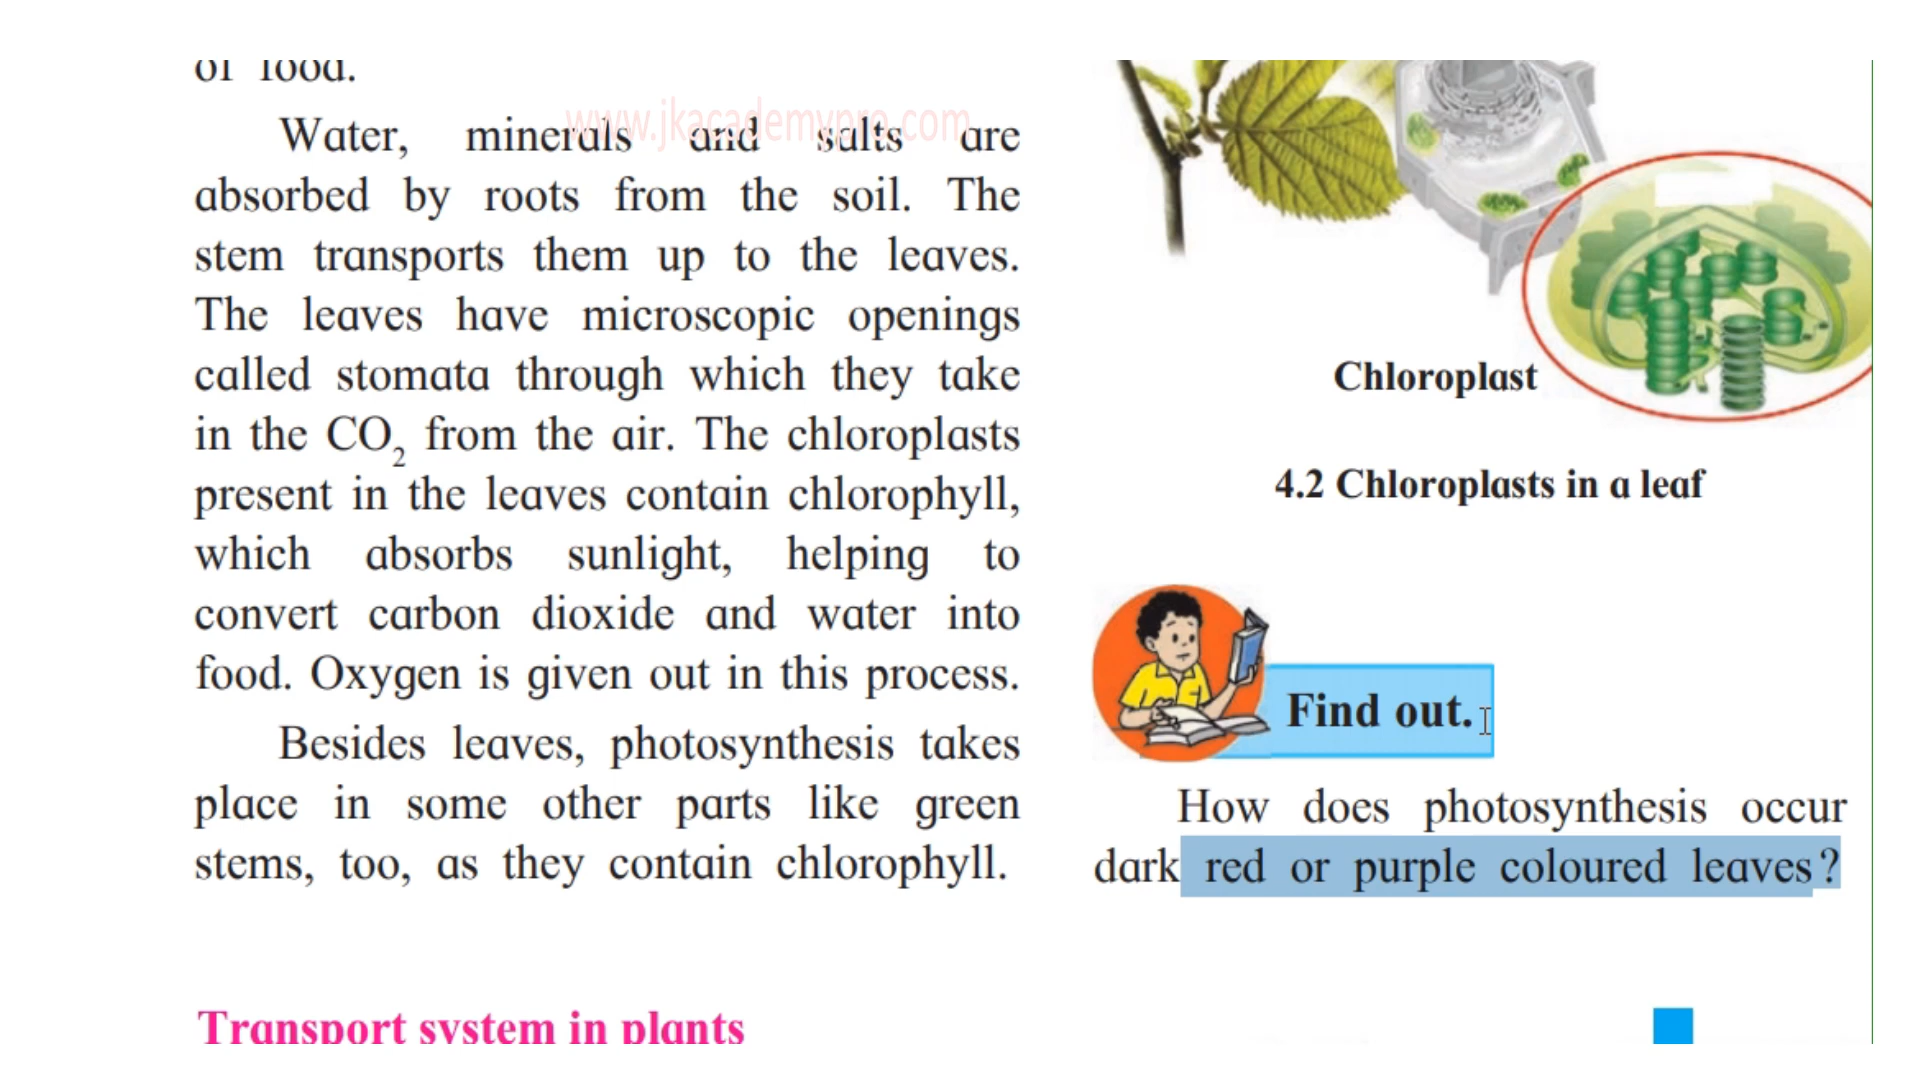 of food.
www.jkacademypro.com
Water, minerals and salts are
absorbed by roots from the soil. The
stem transports them up to the leaves.
The leaves have microscopic openings
called stomata through which they take
in the CO₂ from the air. The chloroplasts
present in the leaves contain chlorophyll,
which absorbs sunlight, helping to
convert carbon dioxide and water into
food. Oxygen is given out in this process.
Besides leaves, photosynthesis takes
place in some other parts like green
stems, too, as they contain chlorophyll.
Transport system in plants
Chloroplast
4.2 Chloroplasts in a leaf
Find out.
How does photosynthesis occur
dark red or purple coloured leaves?